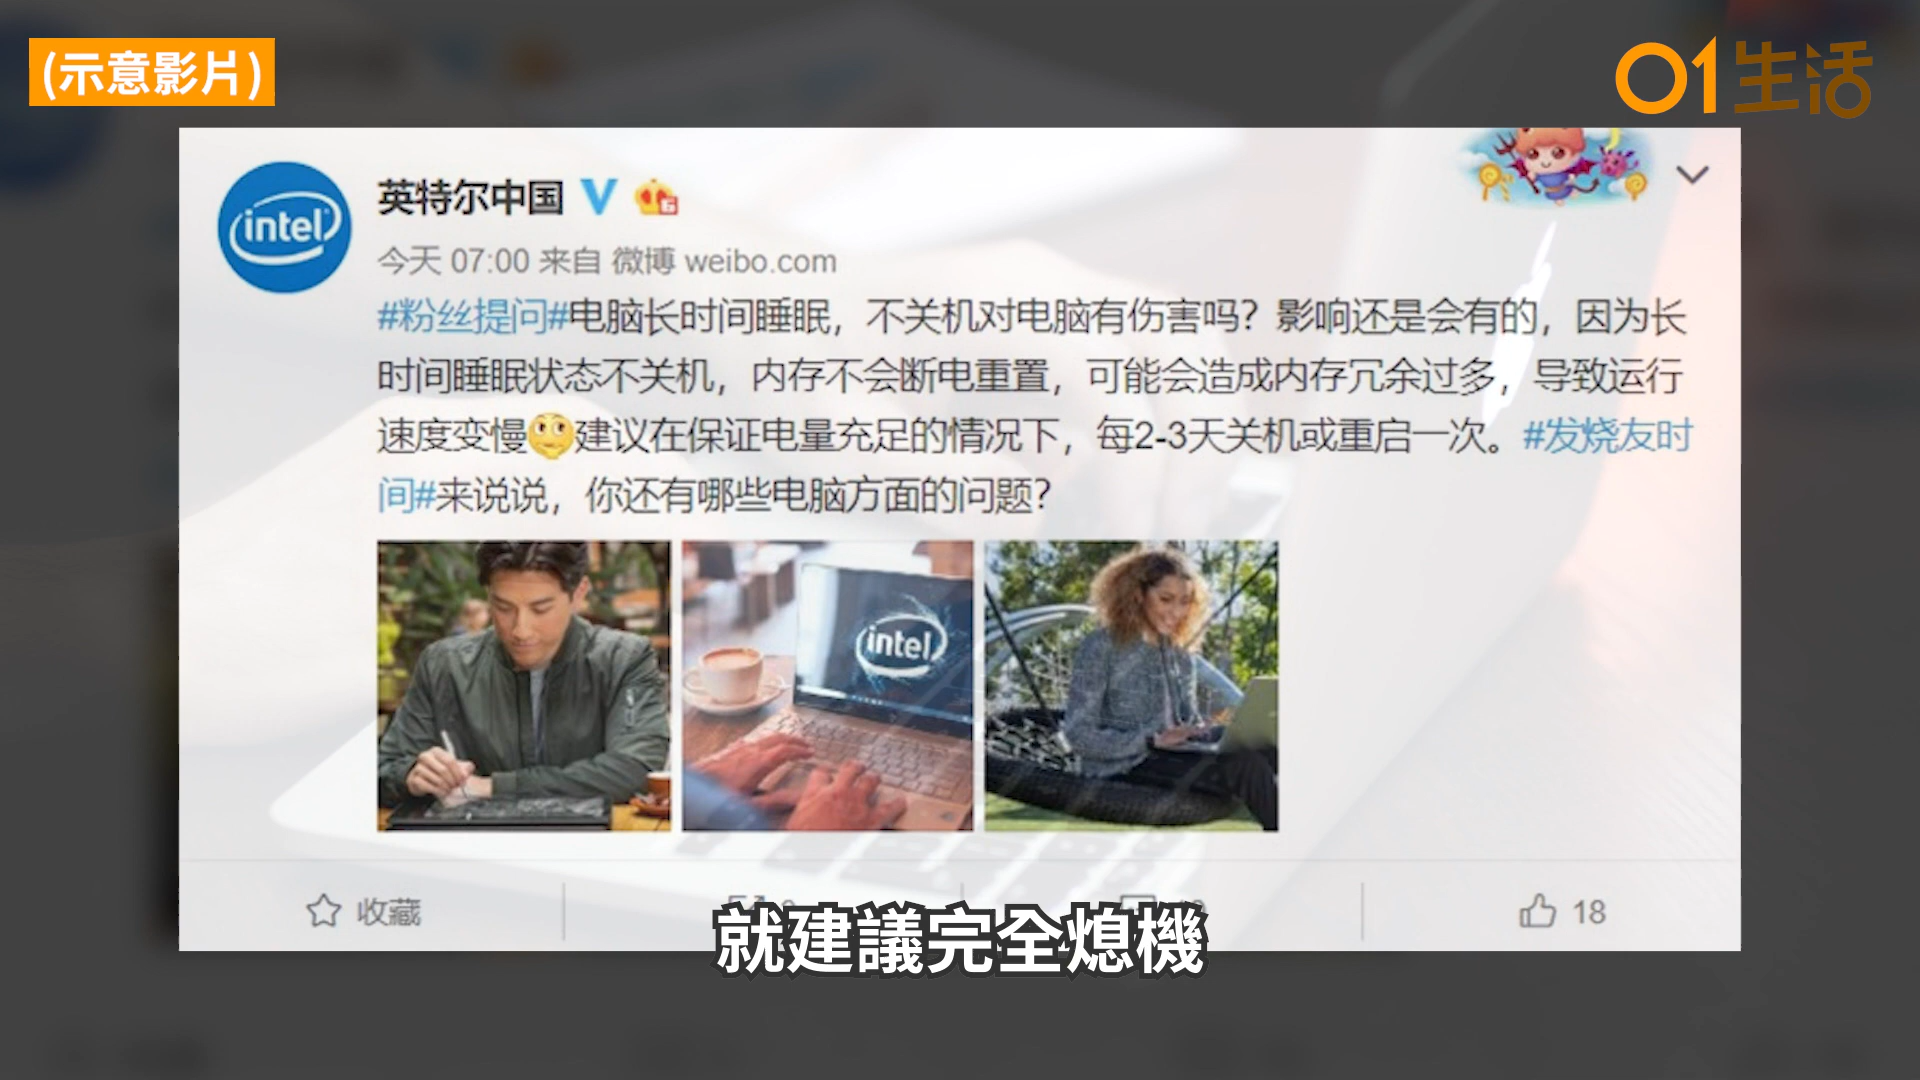 (示意影片)
01生活
intel
英特尔中国
今天 07:00 来自 微博 weibo.com
#粉丝提问#电脑长时间睡眠，不关机对电脑有伤害吗？影响还是会有的，因为长
时间睡眠状态不关机，内存不会断电重置，可能会造成内存冗余过多，导致运行
速度变慢建议在保证电量充足的情况下，每2-3天关机或重启一次。#发烧友时
间#来说说，你还有哪些电脑方面的问题？
intel
收藏
18
就建議完全熄機